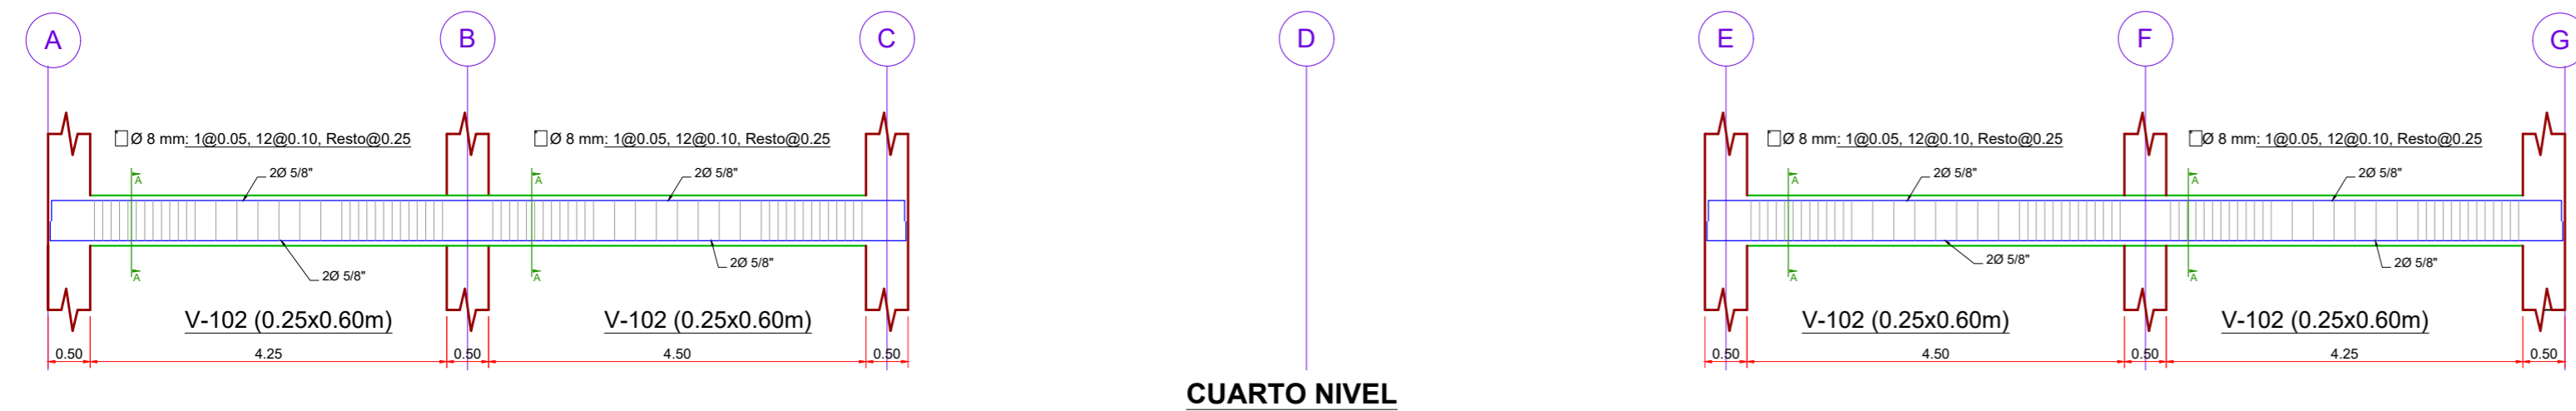 A B C D E F G
Ø 8 mm: 1@0.05, 12@0.10, Resto@0.25
Ø 8 mm: 1@0.05, 12@0.10, Resto@0.25
Ø 8 mm: 1@0.05, 12@0.10, Resto@0.25
Ø 8 mm: 1@0.05, 12@0.10, Resto@0.25
2Ø 5/8" 2Ø 5/8" 2Ø 5/8" 2Ø 5/8"
A A A A
A A A A
2Ø 5/8" 2Ø 5/8" 2Ø 5/8" 2Ø 5/8"
V-102 (0.25x0.60m) V-102 (0.25x0.60m) V-102 (0.25x0.60m) V-102 (0.25x0.60m)
0.50 4.25 0.50 4.50 0.50 0.50 4.50 0.50 4.25 0.50
CUARTO NIVEL